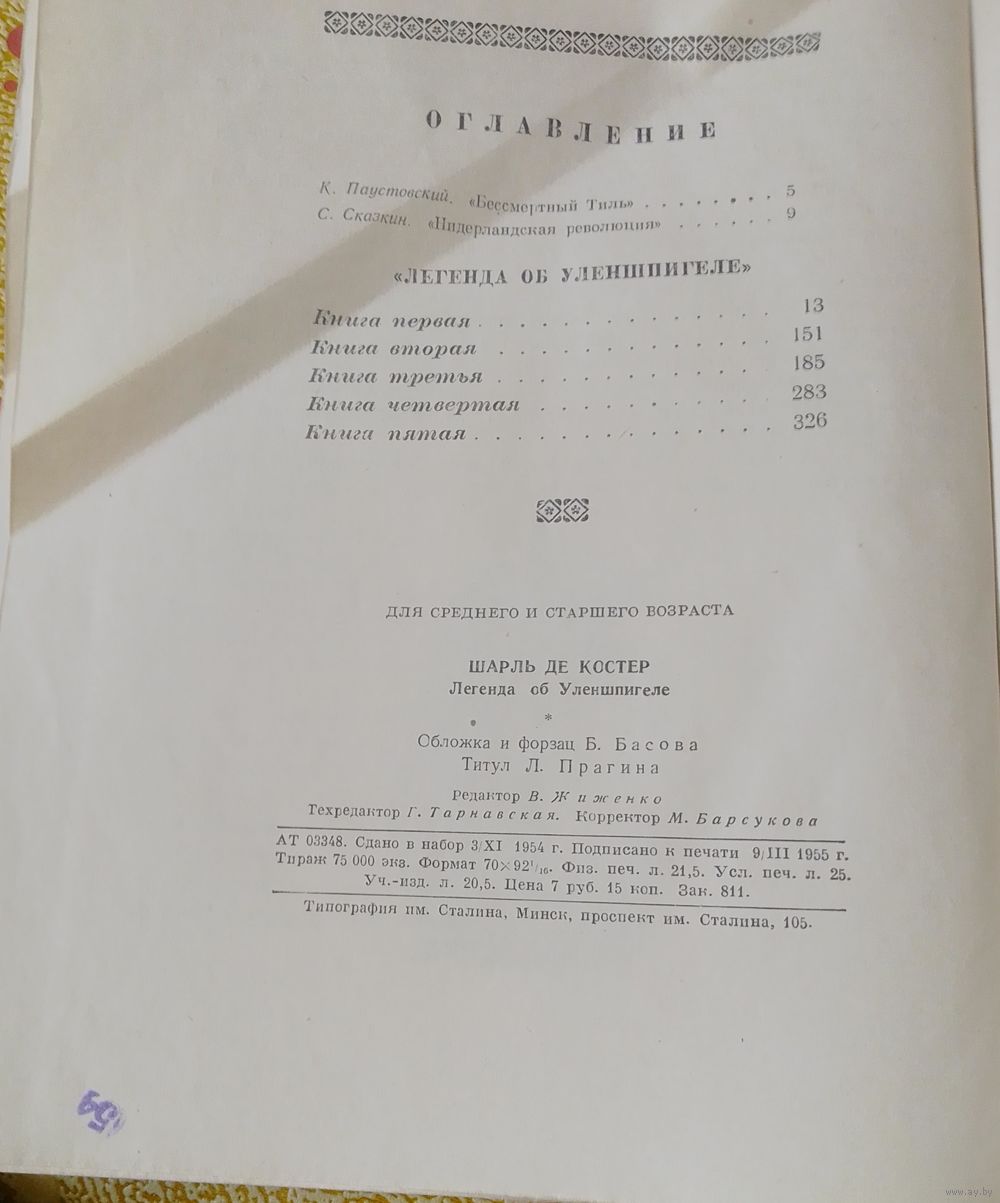 ОГЛАВЛЕНИЕ
К. Паустовский. «Бессмертный Тиль» . . . . . . . 5
С. Сказкин. «Нидерландская революция» . . . . . . 9
«ЛЕГЕНДА ОБ УЛЕНШПИГЕЛЕ»
Книга первая . . . . . . . . . . . . . 13
Книга вторая . . . . . . . . . . . . 151
Книга третья . . . . . . . . . . . . 185
Книга четвертая . . . . . . . . . . . 283
Книга пятая . . . . . . . . . . . . . 326
ДЛЯ СРЕДНЕГО И СТАРШЕГО ВОЗРАСТА
ШАРЛЬ ДЕ КОСТЕР
Легенда об Уленшпигеле
*
Обложка и форзац Б. Басова
Титул Л. Прагина
Редактор В. Жиженко
Техредактор Г. Тарнавская. Корректор М. Барсукова
АТ 03348. Сдано в набор 3/XI 1954 г. Подписано к печати 9/III 1955 г.
Тираж 75 000 экз. Формат 70×92¹/₁₆. Физ. печ. л. 21,5. Усл. печ. л. 25.
Уч.-изд. л. 20,5. Цена 7 руб. 15 коп. Зак. 811.
Типография им. Сталина, Минск, проспект им. Сталина, 105.
www.ay.by